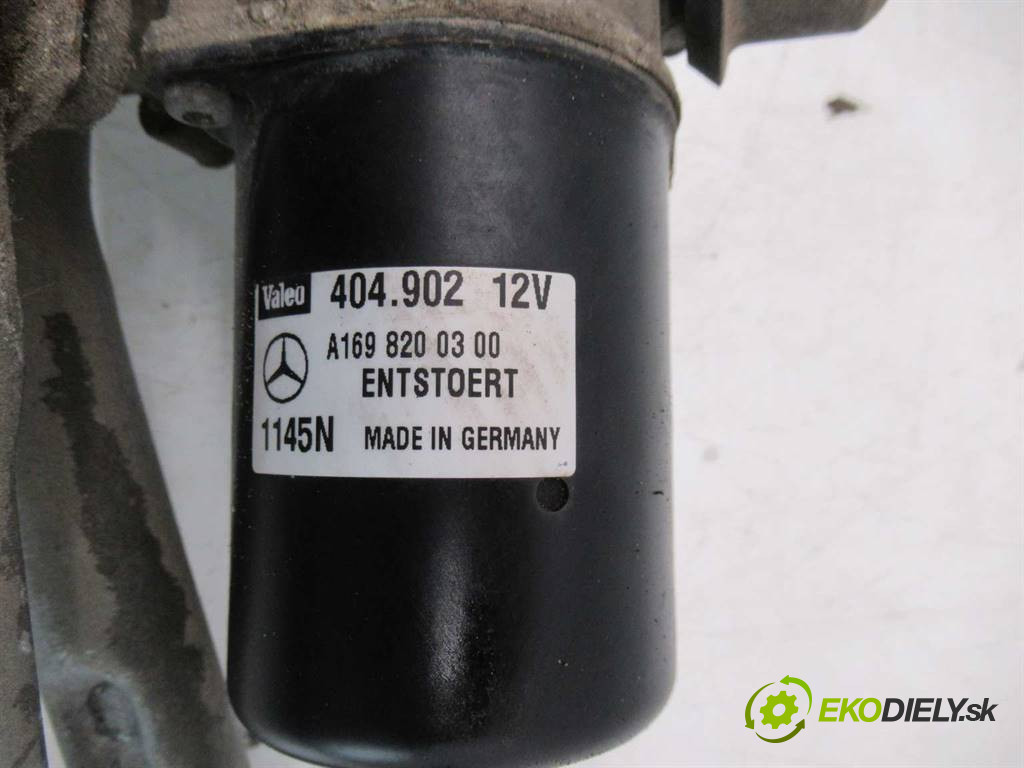 Valeo 404.902 12V
A169 820 03 00
ENTSTOERT
1145N MADE IN GERMANY
EKODIELY.sk